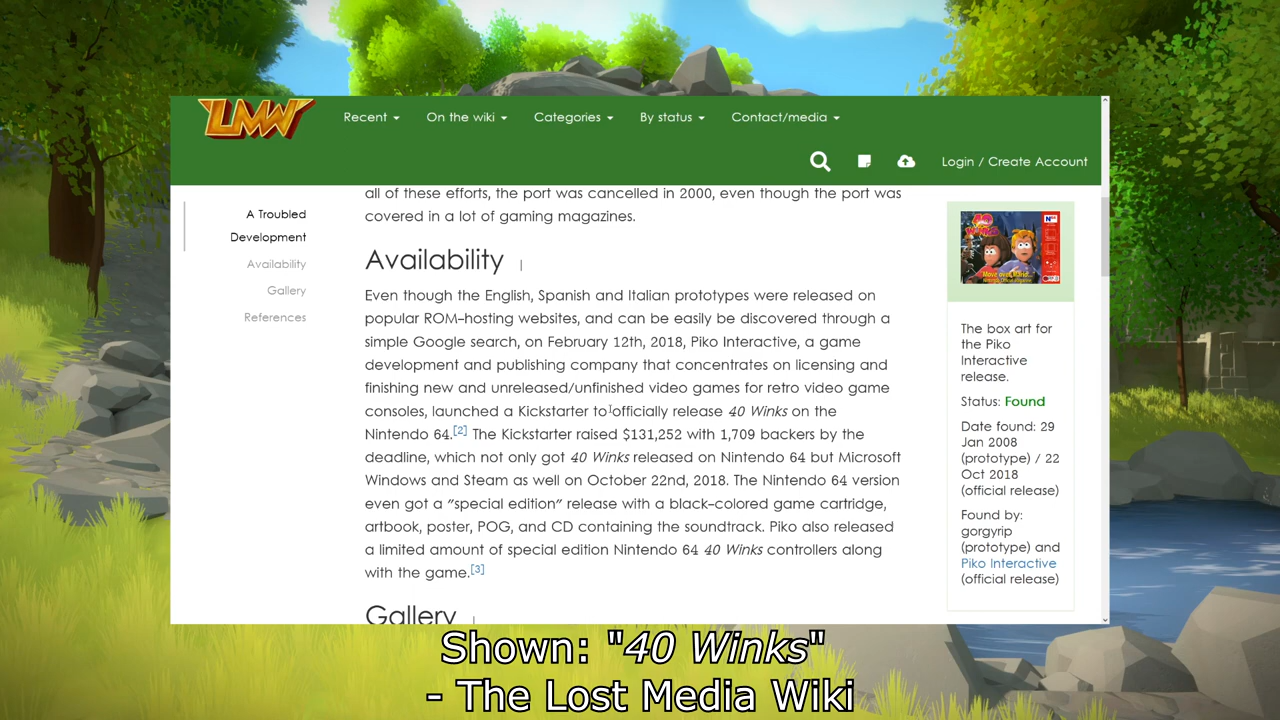 LMW
Recent
On the wiki
Categories
By status
Contact/media
Login / Create Account
A Troubled
Development
Availability
Gallery
References
all of these efforts, the port was cancelled in 2000, even though the port was
covered in a lot of gaming magazines.
Availability
Even though the English, Spanish and Italian prototypes were released on
popular ROM-hosting websites, and can be easily be discovered through a
simple Google search, on February 12th, 2018, Piko Interactive, a game
development and publishing company that concentrates on licensing and
finishing new and unreleased/unfinished video games for retro video game
consoles, launched a Kickstarter to officially release 40 Winks on the
Nintendo 64.[2] The Kickstarter raised $131,252 with 1,709 backers by the
deadline, which not only got 40 Winks released on Nintendo 64 but Microsoft
Windows and Steam as well on October 22nd, 2018. The Nintendo 64 version
even got a "special edition" release with a black-colored game cartridge,
artbook, poster, POG, and CD containing the soundtrack. Piko also released
a limited amount of special edition Nintendo 64 40 Winks controllers along
with the game.[3]
Gallery
40
WINKS
The box art for
the Piko
Interactive
release.
Status: Found
Date found: 29
Jan 2008
(prototype) / 22
Oct 2018
(official release)
Found by:
gorgyrip
(prototype) and
Piko Interactive
(official release)
Shown: "40 Winks"
- The Lost Media Wiki